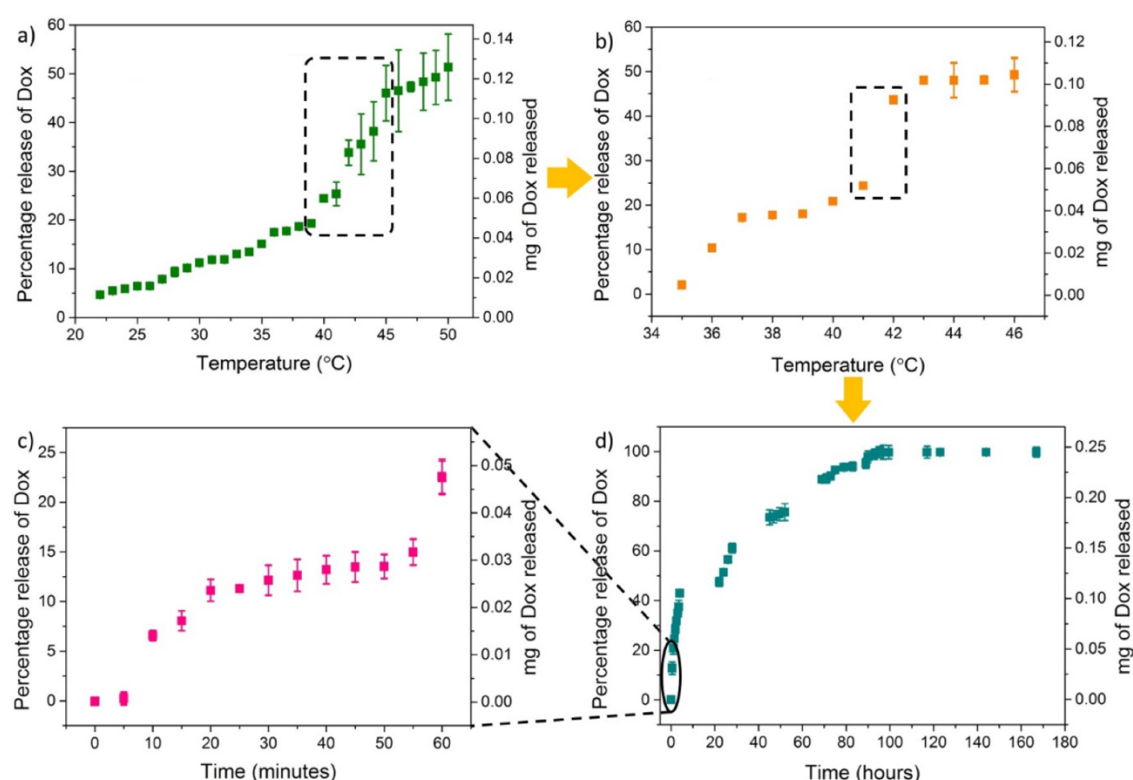 a)
60
50
40
30
20
10
0
20 25 30 35 40 45 50
Temperature (°C)
Percentage release of Dox
0.14
0.12
0.10
0.08
0.06
0.04
0.02
0.00
mg of Dox released
b)
60
50
40
30
20
10
0
34 36 38 40 42 44 46
Temperature (°C)
Percentage release of Dox
0.12
0.10
0.08
0.06
0.04
0.02
0.00
mg of Dox released
c)
25
20
15
10
5
0
0 10 20 30 40 50 60
Time (minutes)
Percentage release of Dox
0.05
0.04
0.03
0.02
0.01
0.00
mg of Dox released
d)
100
80
60
40
20
0
0 20 40 60 80 100 120 140 160 180
Time (hours)
Percentage release of Dox
0.25
0.20
0.15
0.10
0.05
0.00
mg of Dox released